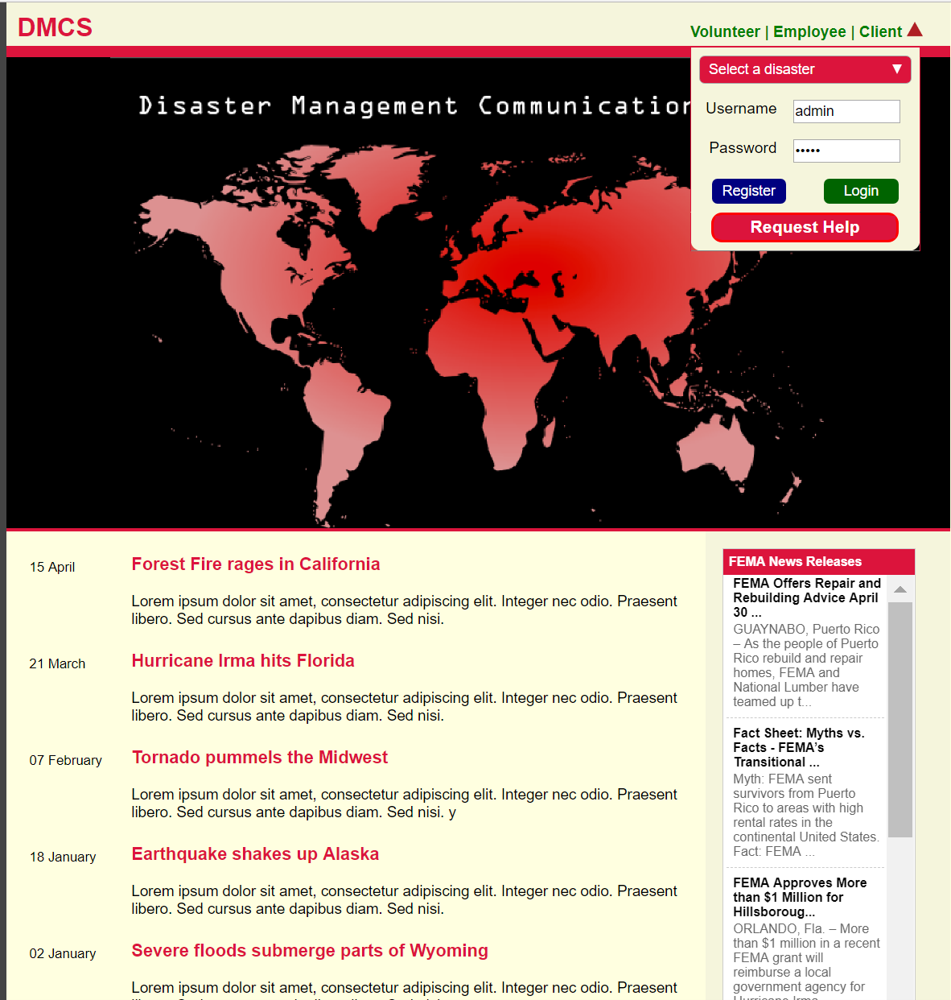 DMCS
Volunteer | Employee | Client
Select a disaster
Disaster Management Communication
Username admin
Password •••••
Register Login
Request Help
15 April
Forest Fire rages in California
Lorem ipsum dolor sit amet, consectetur adipiscing elit. Integer nec odio. Praesent
libero. Sed cursus ante dapibus diam. Sed nisi.
21 March
Hurricane Irma hits Florida
Lorem ipsum dolor sit amet, consectetur adipiscing elit. Integer nec odio. Praesent
libero. Sed cursus ante dapibus diam. Sed nisi.
07 February
Tornado pummels the Midwest
Lorem ipsum dolor sit amet, consectetur adipiscing elit. Integer nec odio. Praesent
libero. Sed cursus ante dapibus diam. Sed nisi. y
18 January
Earthquake shakes up Alaska
Lorem ipsum dolor sit amet, consectetur adipiscing elit. Integer nec odio. Praesent
libero. Sed cursus ante dapibus diam. Sed nisi.
02 January
Severe floods submerge parts of Wyoming
Lorem ipsum dolor sit amet, consectetur adipiscing elit. Integer nec odio. Praesent
FEMA News Releases
FEMA Offers Repair and
Rebuilding Advice April
30 ...
GUAYNABO, Puerto Rico
– As the people of Puerto
Rico rebuild and repair
homes, FEMA and
National Lumber have
teamed up t...
Fact Sheet: Myths vs.
Facts - FEMA’s
Transitional ...
Myth: FEMA sent
survivors from Puerto
Rico to areas with high
rental rates in the
continental United States.
Fact: FEMA ...
FEMA Approves More
than $1 Million for
Hillsboroug...
ORLANDO, Fla. – More
than $1 million in a recent
FEMA grant will
reimburse a local
government agency for
Hurricane Irma